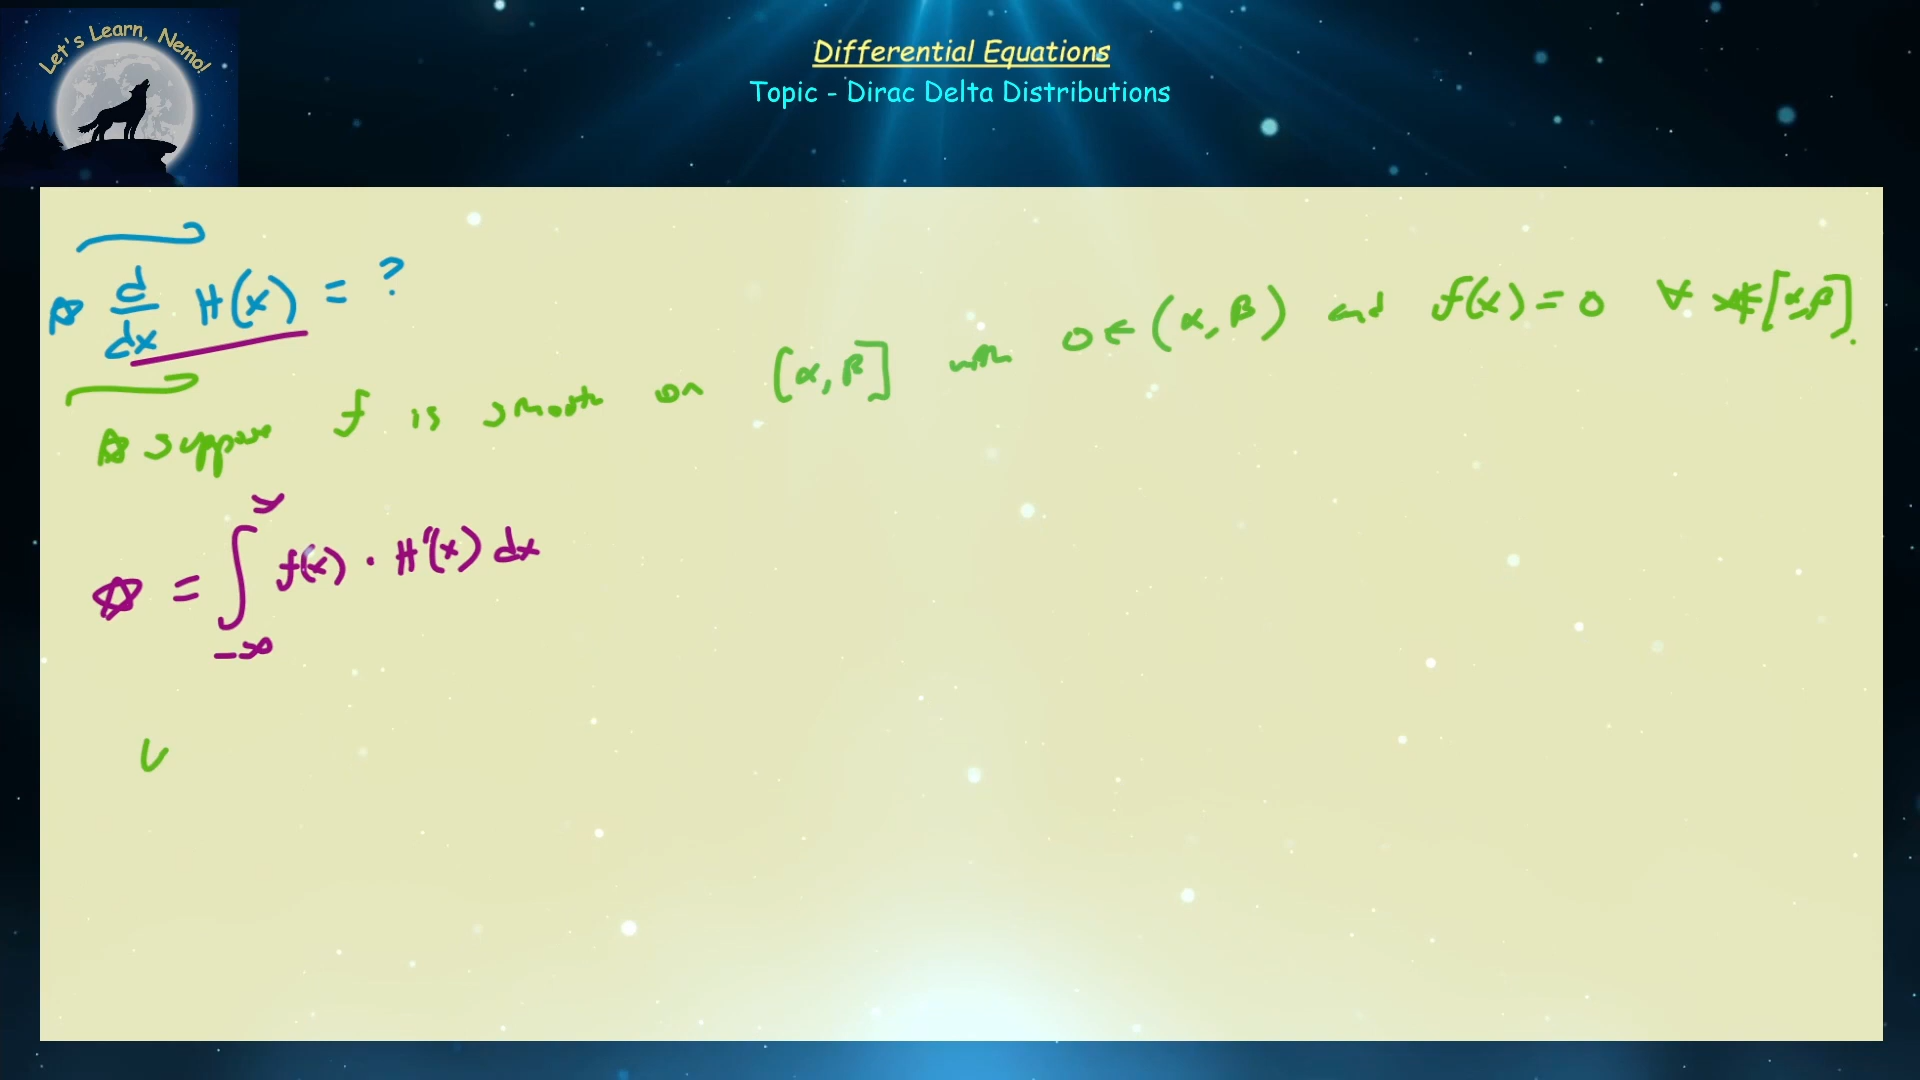 Let's Learn, Nemo!
Differential Equations
Topic - Dirac Delta Distributions
☆ d/dx H(x) = ?
☆ suppose f is smooth on [α, β] with 0 ∈ (α, β) and f(x) = 0 ∀ x∉[α,β].
☆ = ∫_{-∞}^{y} f(x) · H'(x) dx
U